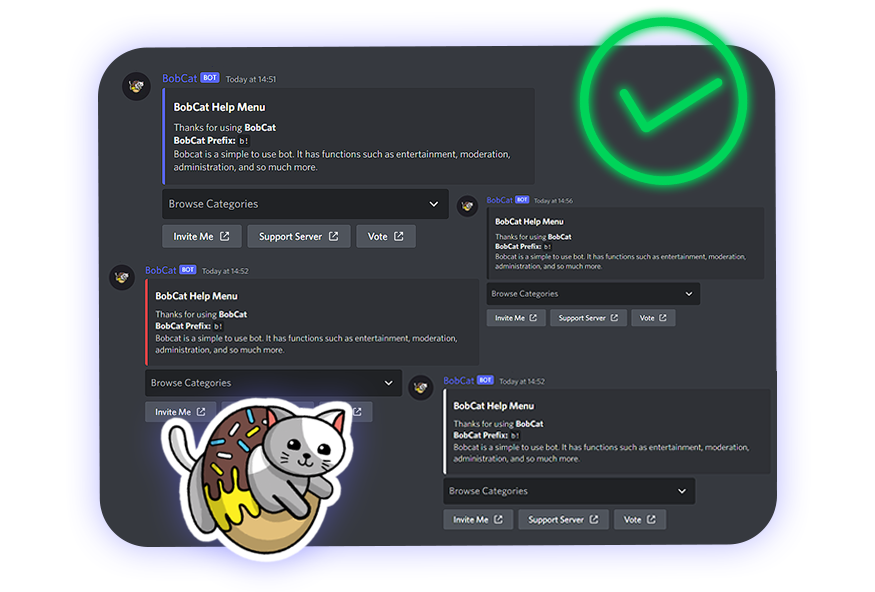 BobCat BOT Today at 14:51
BobCat Help Menu
Thanks for using BobCat
BobCat Prefix: b!
Bobcat is a simple to use bot. It has functions such as entertainment, moderation,
administration, and so much more.
Browse Categories
Invite Me Support Server Vote
BobCat BOT Today at 14:56
BobCat Help Menu
Thanks for using BobCat
BobCat Prefix: b!
Bobcat is a simple to use bot. It has functions such as entertainment, moderation,
administration, and so much more.
Browse Categories
Invite Me Support Server Vote
BobCat BOT Today at 14:52
BobCat Help Menu
Thanks for using BobCat
BobCat Prefix: b!
Bobcat is a simple to use bot. It has functions such as entertainment, moderation,
administration, and so much more.
Browse Categories
Invite Me
BobCat BOT Today at 14:52
BobCat Help Menu
Thanks for using BobCat
BobCat Prefix: b!
Bobcat is a simple to use bot. It has functions such as entertainment, moderation,
administration, and so much more.
Browse Categories
Invite Me Support Server Vote